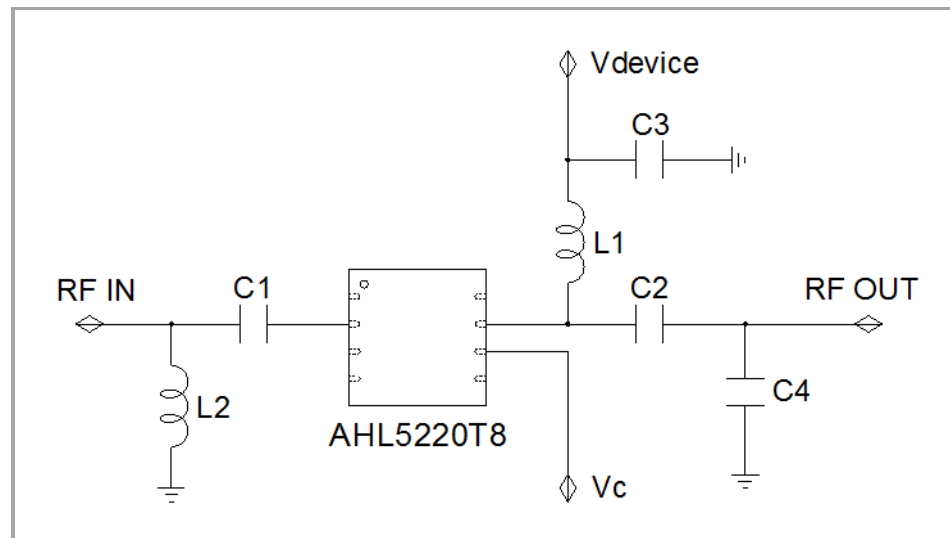 Vdevice
C3
L1
RF IN
C1
C2
RF OUT
L2
C4
AHL5220T8
Vc